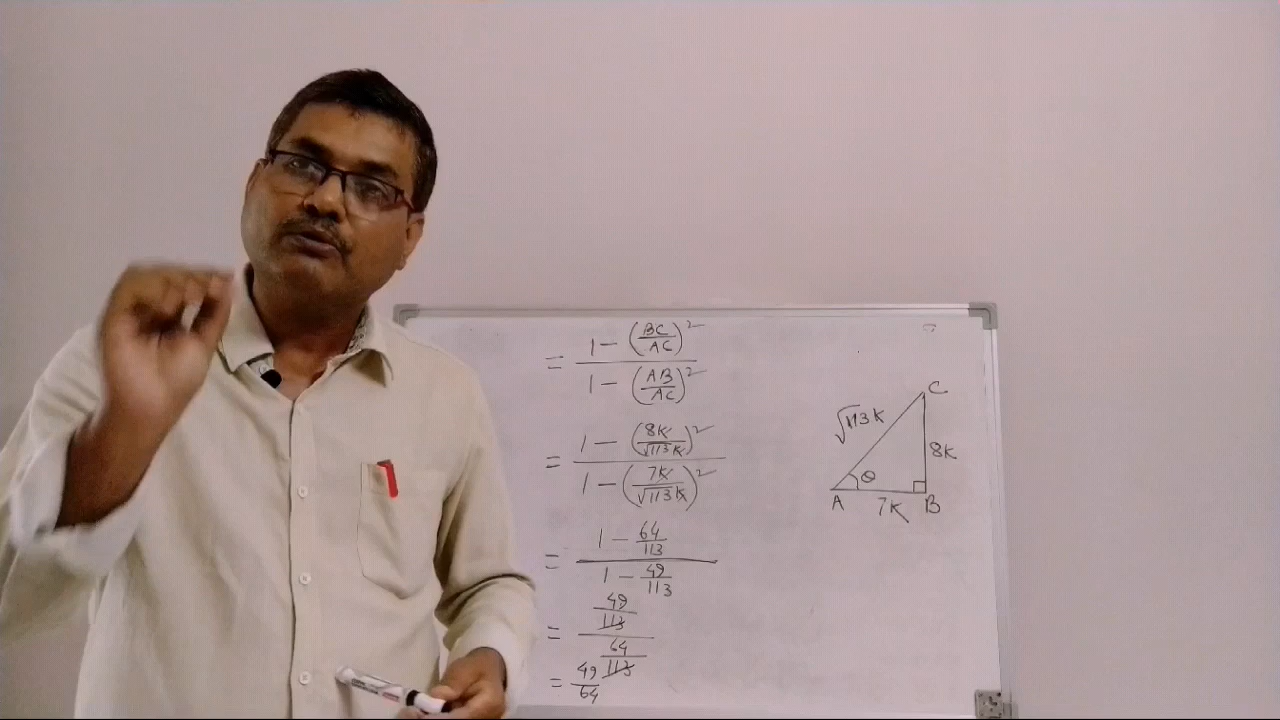 = (1 - (BC/AC)²) / (1 - (AB/AC)²)
= (1 - (8K/√113K)²) / (1 - (7K/√113K)²)
= (1 - 64/113) / (1 - 49/113)
= (49/113) / (64/113)
= 49/64
C
√113K
8K
θ
A
7K
B